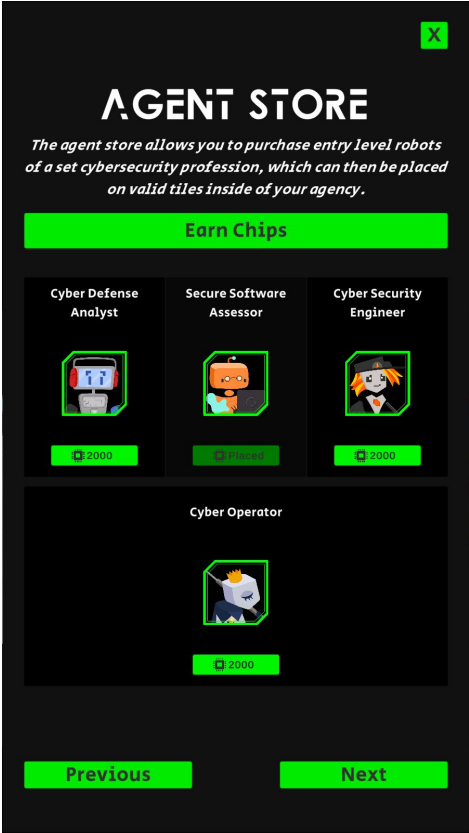 X
AGENT STORE
The agent store allows you to purchase entry level robots
of a set cybersecurity profession, which can then be placed
on valid tiles inside of your agency.
Earn Chips
Cyber Defense
Analyst
2000
Secure Software
Assessor
Placed
Cyber Security
Engineer
2000
Cyber Operator
2000
Previous
Next